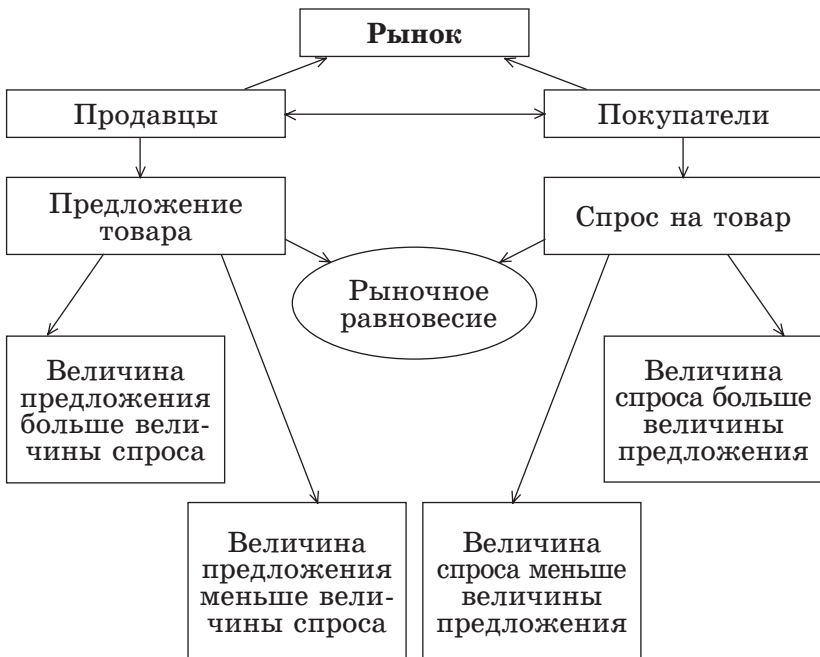 Рынок
Продавцы
Покупатели
Предложение
товара
Спрос на товар
Рыночное
равновесие
Величина
предложения
больше вели-
чины спроса
Величина
спроса больше
величины
предложения
Величина
предложения
меньше вели-
чины спроса
Величина
спроса меньше
величины
предложения